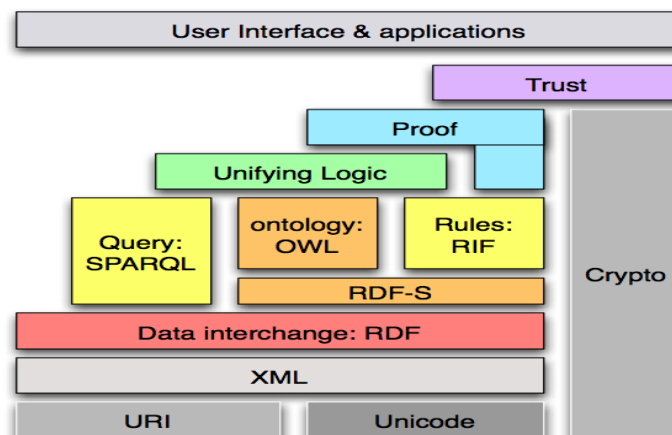 User Interface & applications
Trust
Proof
Unifying Logic
Query:
SPARQL
ontology:
OWL
Rules:
RIF
Crypto
RDF-S
Data interchange: RDF
XML
URI
Unicode